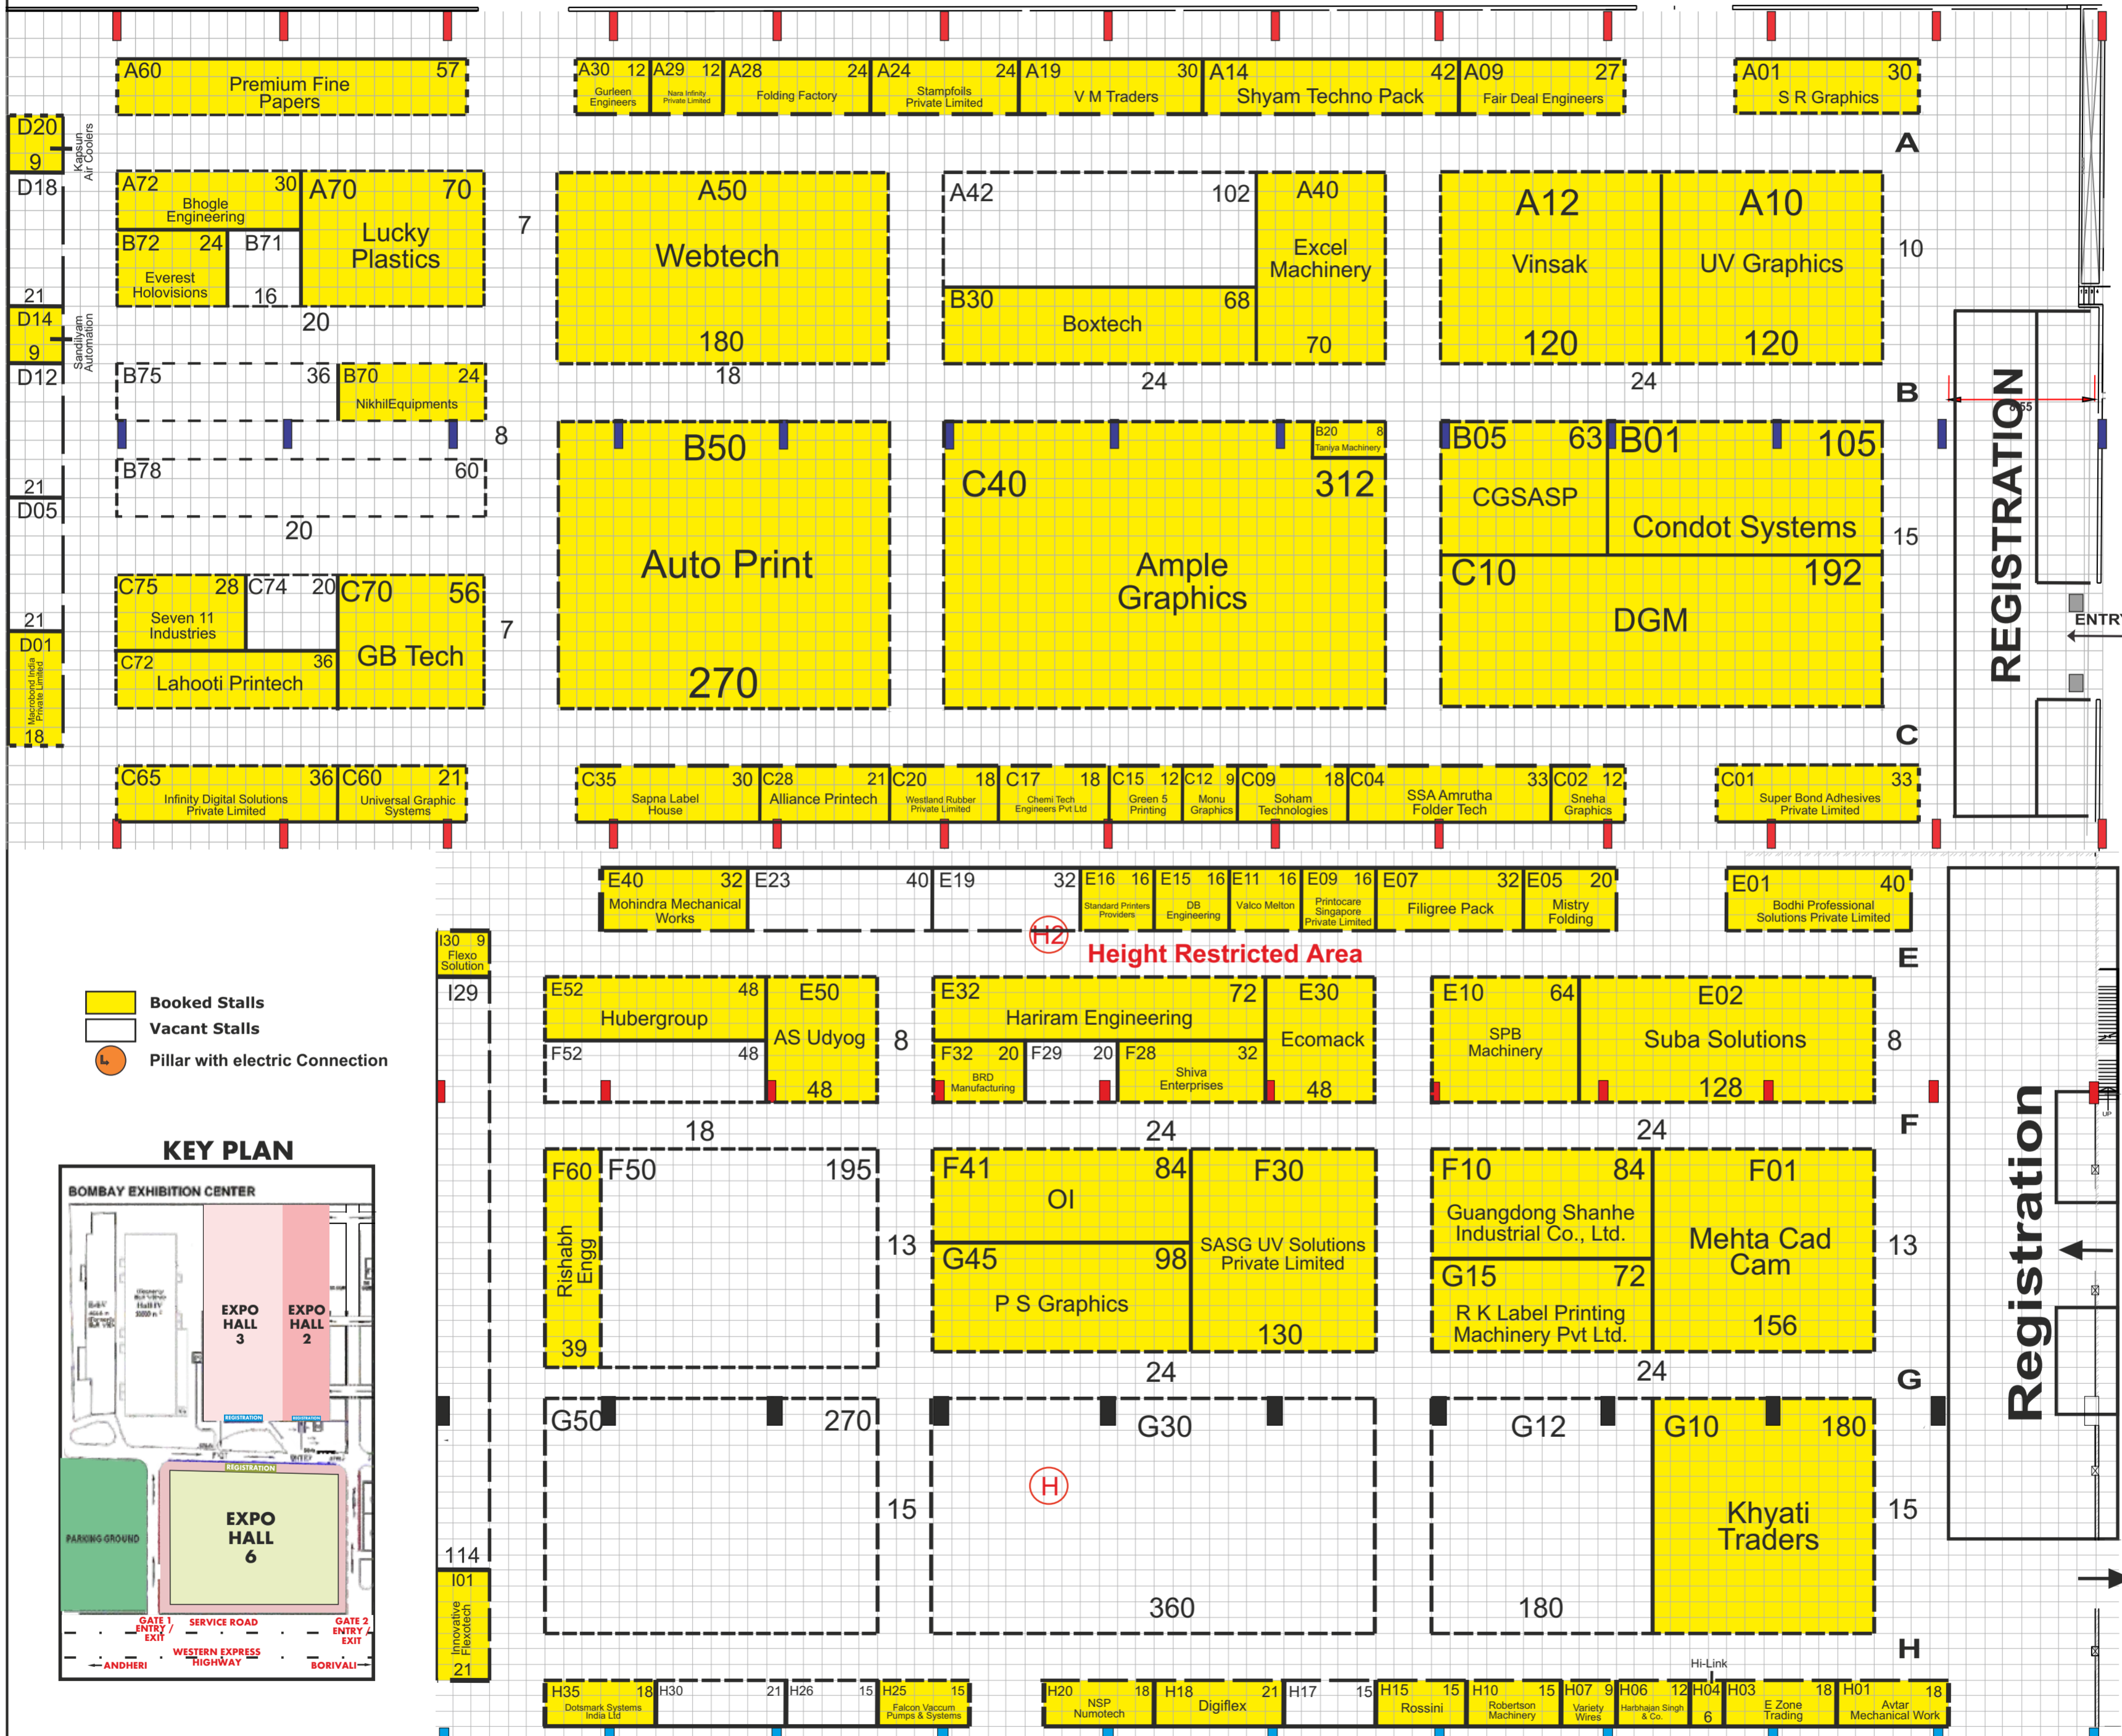 A60 57
Premium Fine
Papers
A30 12
Gurleen
Engineers
A29 12
Nara Infinity
Private Limited
A28 24
Folding Factory
A24 24
Stampfoils
Private Limited
A19 30
V M Traders
A14 42
Shyam Techno Pack
A09 27
Fair Deal Engineers
A01 30
S R Graphics
A
D20
9
Kapsun
Air Coolers
D18
21
D14
9
Sandilyam
Automation
D12
21
D05
21
D01
Macrobond India
Private Limited
18
A72 30
Bhogle
Engineering
A70 70
Lucky
Plastics
B72 24
Everest
Holovisions
B71
16
20
7
A50
Webtech
180
18
A42 102
A40
Excel
Machinery
70
B30 68
Boxtech
24
A12
Vinsak
120
A10
UV Graphics
120
10
24
B
B75 36
B70 24
NikhilEquipments
8
B78 60
20
B50
Auto Print
270
B20 8
Taniya Machinery
C40 312
Ample
Graphics
B05 63
CGSASP
B01 105
Condot Systems
15
C10 192
DGM
REGISTRATION
ENTRY
C75 28
Seven 11
Industries
C74 20
C70 56
GB Tech
C72 36
Lahooti Printech
7
C
C65 36
Infinity Digital Solutions
Private Limited
C60 21
Universal Graphic
Systems
C35 30
Sapna Label
House
C28 21
Alliance Printech
C20 18
Westland Rubber
Private Limited
C17 18
Chemi Tech
Engineers Pvt Ltd
C15 12
Green 5
Printing
C12 9
Monu
Graphics
C09 18
Soham
Technologies
C04 33
SSA Amrutha
Folder Tech
C02 12
Sneha
Graphics
C01 33
Super Bond Adhesives
Private Limited
E40 32
Mohindra Mechanical
Works
E23 40
E19 32
E16 16
Standard Printers
Providers
E15 16
DB
Engineering
E11 16
Valco Melton
E09 16
Printocare
Singapore
Private Limited
E07 32
Filigree Pack
E05 20
Mistry
Folding
E01 40
Bodhi Professional
Solutions Private Limited
H2
Height Restricted Area
E
I30 9
Flexo
Solution
I29
114
I01
Innovative
Flexotech
21
E52 48
Hubergroup
E50
AS Udyog
48
F52 48
8
18
E32 72
Hariram Engineering
E30
Ecomack
48
F32 20
BRD
Manufacturing
F29 20
F28 32
Shiva
Enterprises
24
E10 64
SPB
Machinery
E02
Suba Solutions
128
8
24
F
UP
F60
Rishabh
Engg
39
F50 195
13
F41 84
OI
G45 98
P S Graphics
F30
SASG UV Solutions
Private Limited
130
24
F10 84
Guangdong Shanhe
Industrial Co., Ltd.
G15 72
R K Label Printing
Machinery Pvt Ltd.
F01
Mehta Cad
Cam
156
13
24
G
Registration
G50 270
15
G30
H
360
G12
180
G10 180
Khyati
Traders
15
H
Hi-Link
H35 18
Dotsmark Systems
India Ltd
H30 21
H26 15
H25 15
Falcon Vaccum
Pumps & Systems
H20 18
NSP
Numotech
H18 21
Digiflex
H17 15
H15 15
Rossini
H10 15
Robertson
Machinery
H07 9
Variety
Wires
H06 12
Harbhajan Singh
& Co.
H04
6
H03 18
E Zone
Trading
H01 18
Avtar
Mechanical Work
Booked Stalls
Vacant Stalls
Pillar with electric Connection
KEY PLAN
BOMBAY EXHIBITION CENTER
EXPO
HALL
3
EXPO
HALL
2
REGISTRATION
REGISTRATION
ENTRY
REGISTRATION
PARKING GROUND
EXPO
HALL
6
GATE 1
ENTRY /
EXIT
SERVICE ROAD
GATE 2
ENTRY /
EXIT
WESTERN EXPRESS
HIGHWAY
ANDHERI
BORIVALI